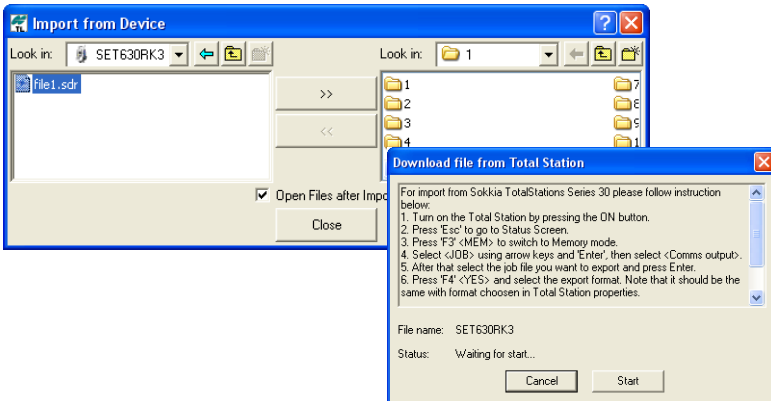 Import from Device
Look in: SET630RK3
Look in: 1
file1.sdr
>>
<<
1
2
3
4
7
8
9
1
Open Files after Impo
Close
Download file from Total Station
For import from Sokkia TotalStations Series 30 please follow instruction
below:
1. Turn on the Total Station by pressing the ON button.
2. Press 'Esc' to go to Status Screen.
3. Press 'F3' <MEM> to switch to Memory mode.
4. Select <JOB> using arrow keys and 'Enter', then select <Comms output>.
5. After that select the job file you want to export and press Enter.
6. Press 'F4' <YES> and select the export format. Note that it should be the
same with format choosen in Total Station properties.
File name: SET630RK3
Status: Waiting for start...
Cancel
Start